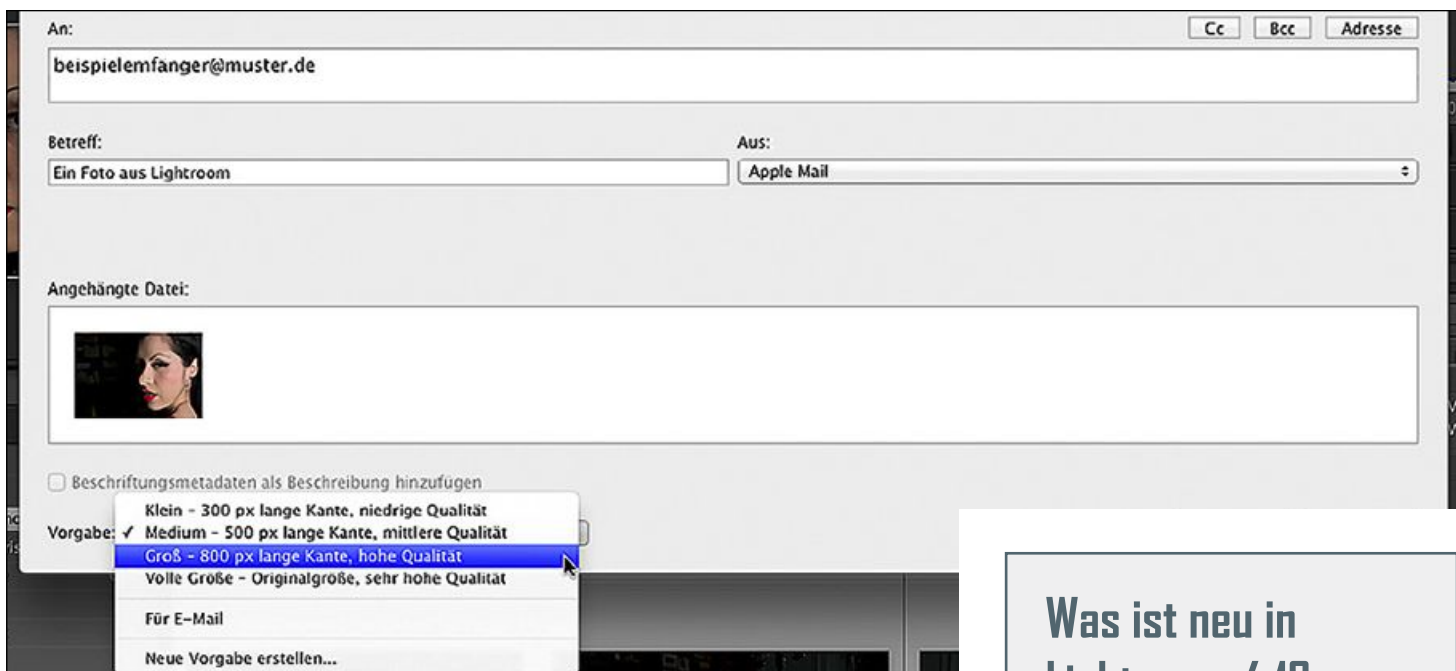 An:
Cc Bcc Adresse
beispielemfänger@muster.de
Betreff:
Aus:
Ein Foto aus Lightroom
Apple Mail
Angehängte Datei:
Beschriftungsmetadaten als Beschreibung hinzufügen
Vorgabe:
Klein - 300 px lange Kante, niedrige Qualität
✓ Medium - 500 px lange Kante, mittlere Qualität
Groß - 800 px lange Kante, hohe Qualität
Volle Größe - Originalgröße, sehr hohe Qualität
Für E-Mail
Neue Vorgabe erstellen...
Was ist neu in